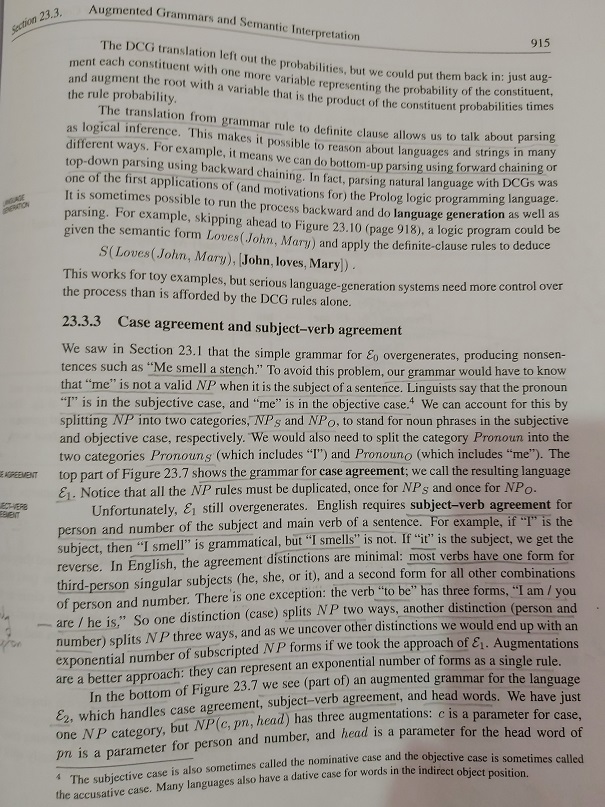 Section 23.3. Augmented Grammars and Semantic Interpretation 915
The DCG translation left out the probabilities, but we could put them back in: just aug-
ment each constituent with one more variable representing the probability of the constituent,
and augment the root with a variable that is the product of the constituent probabilities times
the rule probability.
The translation from grammar rule to definite clause allows us to talk about parsing
as logical inference. This makes it possible to reason about languages and strings in many
different ways. For example, it means we can do bottom-up parsing using forward chaining or
top-down parsing using backward chaining. In fact, parsing natural language with DCGs was
one of the first applications of (and motivations for) the Prolog logic programming language.
LANGUAGE
GENERATION
It is sometimes possible to run the process backward and do language generation as well as
parsing. For example, skipping ahead to Figure 23.10 (page 918), a logic program could be
given the semantic form Loves(John, Mary) and apply the definite-clause rules to deduce
S(Loves(John, Mary), [John, loves, Mary]) .
This works for toy examples, but serious language-generation systems need more control over
the process than is afforded by the DCG rules alone.
23.3.3 Case agreement and subject–verb agreement
We saw in Section 23.1 that the simple grammar for ℰ0 overgenerates, producing nonsen-
tences such as “Me smell a stench.” To avoid this problem, our grammar would have to know
that “me” is not a valid NP when it is the subject of a sentence. Linguists say that the pronoun
“I” is in the subjective case, and “me” is in the objective case.⁴ We can account for this by
splitting NP into two categories, NPS and NPO, to stand for noun phrases in the subjective
and objective case, respectively. We would also need to split the category Pronoun into the
two categories PronounS (which includes “I”) and PronounO (which includes “me”). The
E AGREEMENT
top part of Figure 23.7 shows the grammar for case agreement; we call the resulting language
ℰ1. Notice that all the NP rules must be duplicated, once for NPS and once for NPO.
ECT–VERB
EEMENT
Unfortunately, ℰ1 still overgenerates. English requires subject–verb agreement for
person and number of the subject and main verb of a sentence. For example, if “I” is the
subject, then “I smell” is grammatical, but “I smells” is not. If “it” is the subject, we get the
reverse. In English, the agreement distinctions are minimal: most verbs have one form for
third-person singular subjects (he, she, or it), and a second form for all other combinations
of person and number. There is one exception: the verb “to be” has three forms, “I am / you
are / he is.” So one distinction (case) splits NP two ways, another distinction (person and
number) splits NP three ways, and as we uncover other distinctions we would end up with an
exponential number of subscripted NP forms if we took the approach of ℰ1. Augmentations
are a better approach: they can represent an exponential number of forms as a single rule.
In the bottom of Figure 23.7 we see (part of) an augmented grammar for the language
ℰ2, which handles case agreement, subject–verb agreement, and head words. We have just
one NP category, but NP(c, pn, head) has three augmentations: c is a parameter for case,
pn is a parameter for person and number, and head is a parameter for the head word of
⁴ The subjective case is also sometimes called the nominative case and the objective case is sometimes called
the accusative case. Many languages also have a dative case for words in the indirect object position.